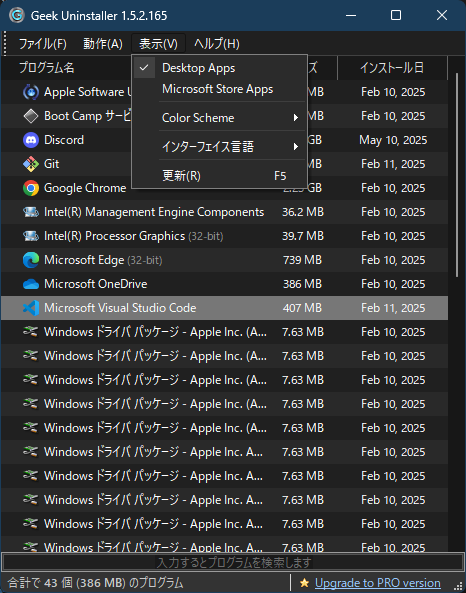 Geek Uninstaller 1.5.2.165
ファイル(F) 動作(A) 表示(V) ヘルプ(H)
プログラム名 ズ インストール日
Desktop Apps
Microsoft Store Apps
Color Scheme
インターフェイス言語
更新(R) F5
Apple Software U MB Feb 10, 2025
Boot Camp サービ MB Feb 10, 2025
Discord GB May 10, 2025
Git MB Feb 11, 2025
Google Chrome GB Feb 10, 2025
Intel(R) Management Engine Components 36.2 MB Feb 10, 2025
Intel(R) Processor Graphics (32-bit) 39.7 MB Feb 10, 2025
Microsoft Edge (32-bit) 739 MB Feb 10, 2025
Microsoft OneDrive 386 MB Feb 10, 2025
Microsoft Visual Studio Code 407 MB Feb 11, 2025
Windows ドライバ パッケージ - Apple Inc. (A... 7.63 MB Feb 10, 2025
Windows ドライバ パッケージ - Apple Inc. (A... 7.63 MB Feb 10, 2025
Windows ドライバ パッケージ - Apple Inc. (A... 7.63 MB Feb 10, 2025
Windows ドライバ パッケージ - Apple Inc. (A... 7.63 MB Feb 10, 2025
Windows ドライバ パッケージ - Apple Inc. (A... 7.63 MB Feb 10, 2025
Windows ドライバ パッケージ - Apple Inc. (A... 7.63 MB Feb 10, 2025
Windows ドライバ パッケージ - Apple Inc. (A... 7.63 MB Feb 10, 2025
Windows ドライバ パッケージ - Apple Inc. (A... 7.63 MB Feb 10, 2025
Windows ドライバ パッケージ - Apple Inc. (A... 7.63 MB Feb 10, 2025
Windows ドライバ パッケージ - Apple Inc. (A... 7.63 MB Feb 10, 2025
入力するとプログラムを検索します
合計で 43 個 (386 MB) のプログラム Upgrade to PRO version